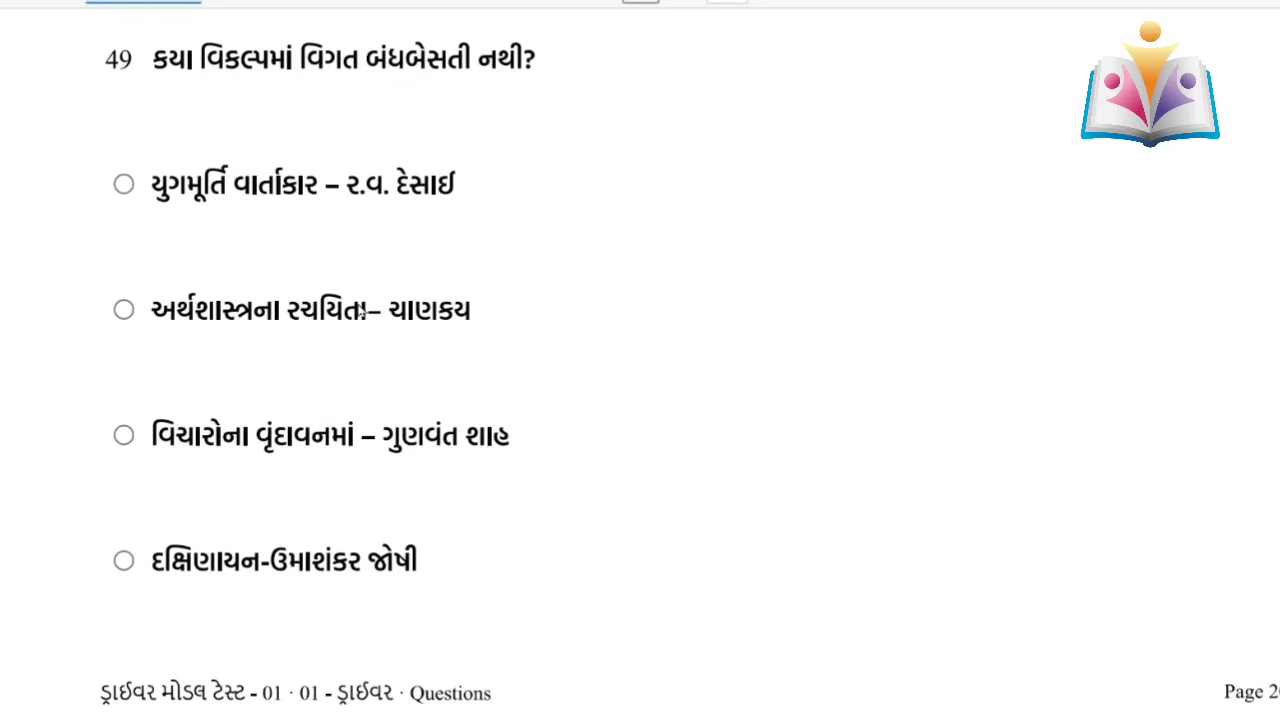 49 કયા વિકલ્પમાં વિગત બંધબેસતી નથી?
યુગમૂર્તિ વાર્તાકાર – ર.વ. દેસાઈ
અર્થશાસ્ત્રના રચયિતા– ચાણકય
વિચારોના વૃંદાવનમાં – ગુણવંત શાહ
દક્ષિણાયન-ઉમાશંકર જોષી
ડ્રાઈવર મોડલ ટેસ્ટ - 01 · 01 - ડ્રાઈવર · Questions
Page